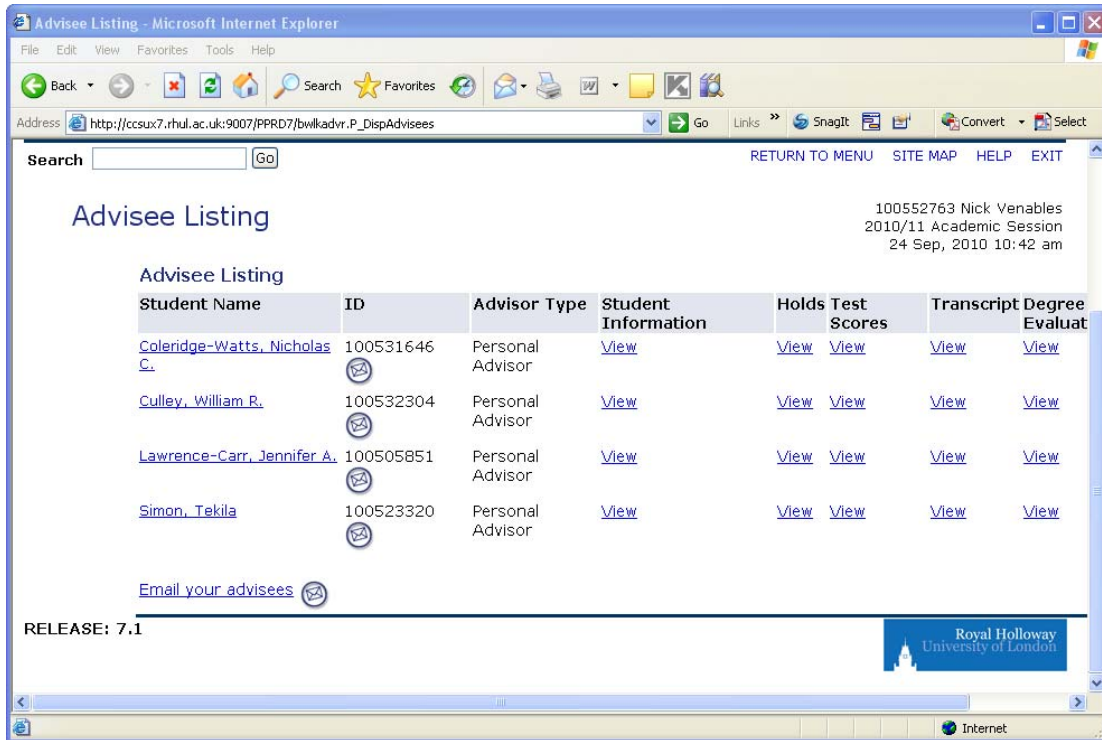 Advisee Listing - Microsoft Internet Explorer
File Edit View Favorites Tools Help
Back Search Favorites
Address http://ccsux7.rhul.ac.uk:9007/PPRD7/bwlkadvr.P_DispAdvisees Go Links » SnagIt Convert Select
Search Go RETURN TO MENU SITE MAP HELP EXIT
Advisee Listing
100552763 Nick Venables
2010/11 Academic Session
24 Sep, 2010 10:42 am
Advisee Listing
Student Name ID Advisor Type Student Holds Test Transcript Degree
Information Scores Evaluat
Coleridge-Watts, Nicholas 100531646 Personal View View View View View
C. Advisor
Culley, William R. 100532304 Personal View View View View View
Advisor
Lawrence-Carr, Jennifer A. 100505851 Personal View View View View View
Advisor
Simon, Tekila 100523320 Personal View View View View View
Advisor
Email your advisees
RELEASE: 7.1
Royal Holloway
University of London
Internet